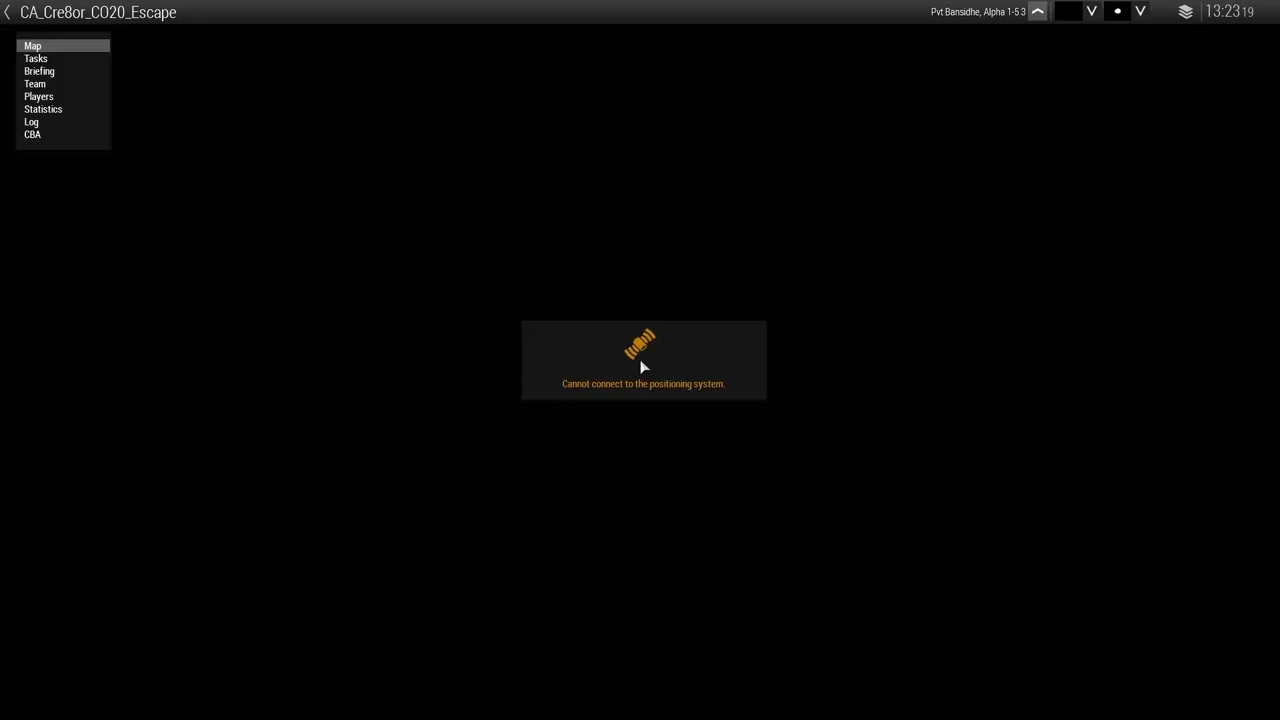 CA_Cre8or_CO20_Escape
Pvt Bansidhe, Alpha 1-5 3
13:23 19
Map
Tasks
Briefing
Team
Players
Statistics
Log
CBA
Cannot connect to the positioning system.